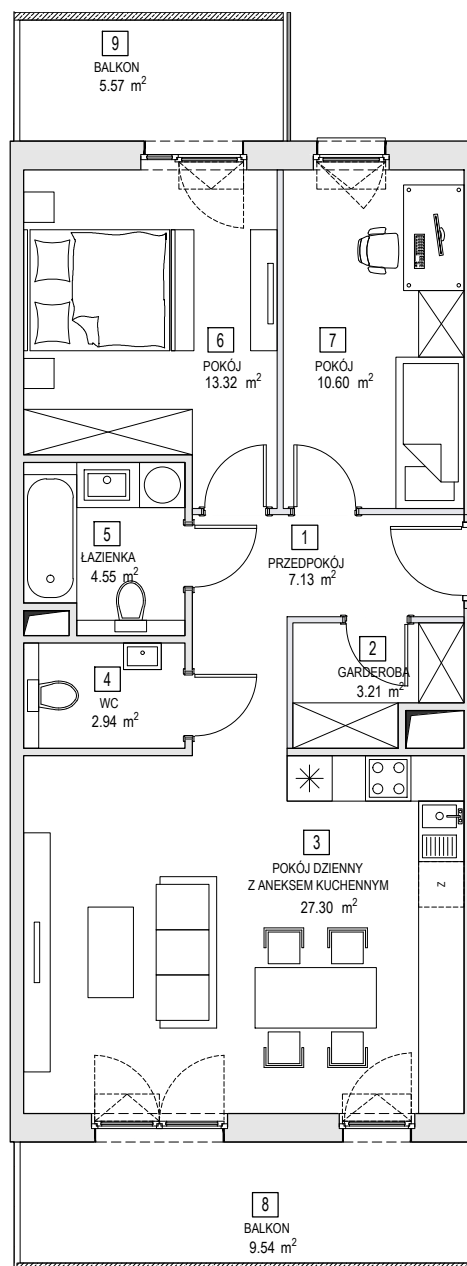 9
BALKON
5.57 m²
6
POKÓJ
13.32 m²
7
POKÓJ
10.60 m²
5
ŁAZIENKA
4.55 m²
1
PRZEDPOKÓJ
7.13 m²
2
GARDEROBA
3.21 m²
4
WC
2.94 m²
3
POKÓJ DZIENNY
Z ANEKSEM KUCHENNYM
27.30 m²
Z
8
BALKON
9.54 m²